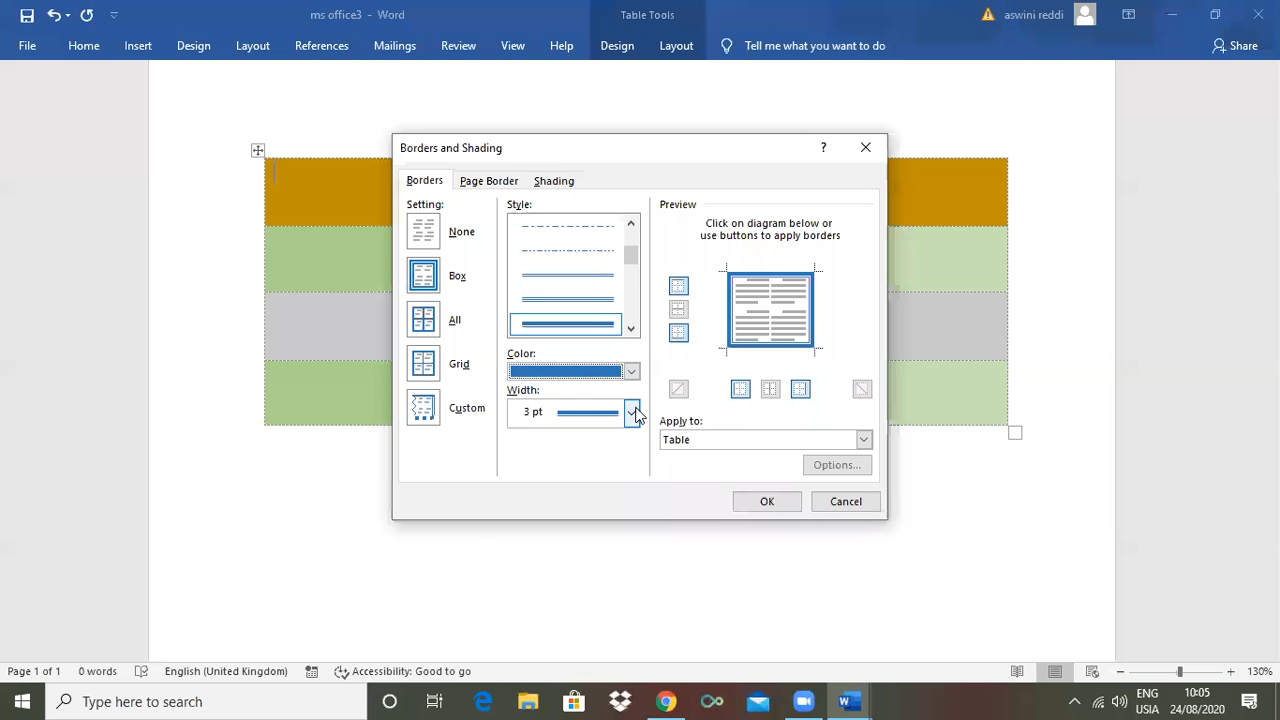 ms office3 - Word
Table Tools
aswini reddi
File Home Insert Design Layout References Mailings Review View Help Design Layout Tell me what you want to do Share
Borders and Shading
?
Borders Page Border Shading
Setting:
None
Box
All
Grid
Custom
Style:
Color:
Width:
3 pt
Preview
Click on diagram below or
use buttons to apply borders
Apply to:
Table
Options...
OK Cancel
Page 1 of 1 0 words English (United Kingdom) Accessibility: Good to go 130%
Type here to search
ENG
USIA
10:05
24/08/2020